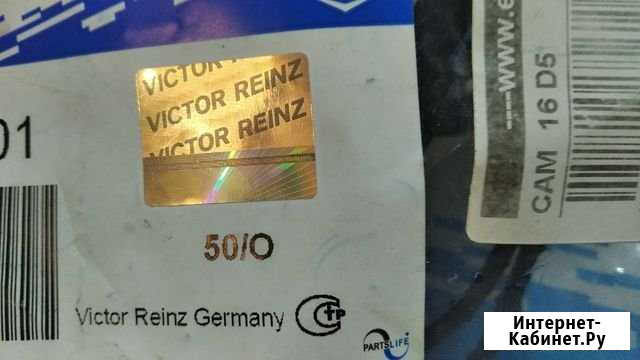 VICTOR REINZ
VICTOR REINZ
VICTOR REINZ
01
50/O
Victor Reinz Germany
PARTSLIFE
www.e
CAM 16 D5
Интернет-
Кабинет.Ру